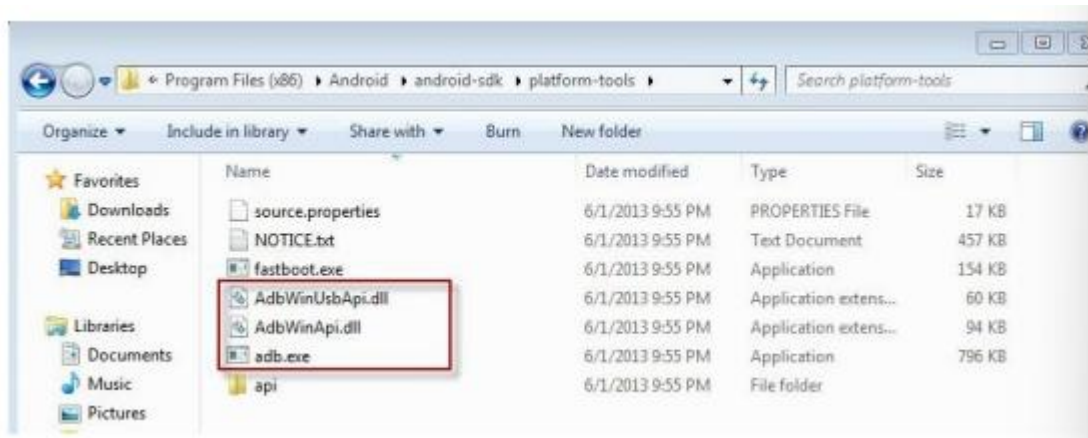 « Program Files (x86) ▸ Android ▸ android-sdk ▸ platform-tools ▸ Search platform-tools
Organize Include in library Share with Burn New folder
Name Date modified Type Size
Favorites
Downloads
Recent Places
Desktop
Libraries
Documents
Music
Pictures
source.properties 6/1/2013 9:55 PM PROPERTIES File 17 KB
NOTICE.txt 6/1/2013 9:55 PM Text Document 457 KB
fastboot.exe 6/1/2013 9:55 PM Application 154 KB
AdbWinUsbApi.dll 6/1/2013 9:55 PM Application extens... 60 KB
AdbWinApi.dll 6/1/2013 9:55 PM Application extens... 94 KB
adb.exe 6/1/2013 9:55 PM Application 796 KB
api 6/1/2013 9:55 PM File folder